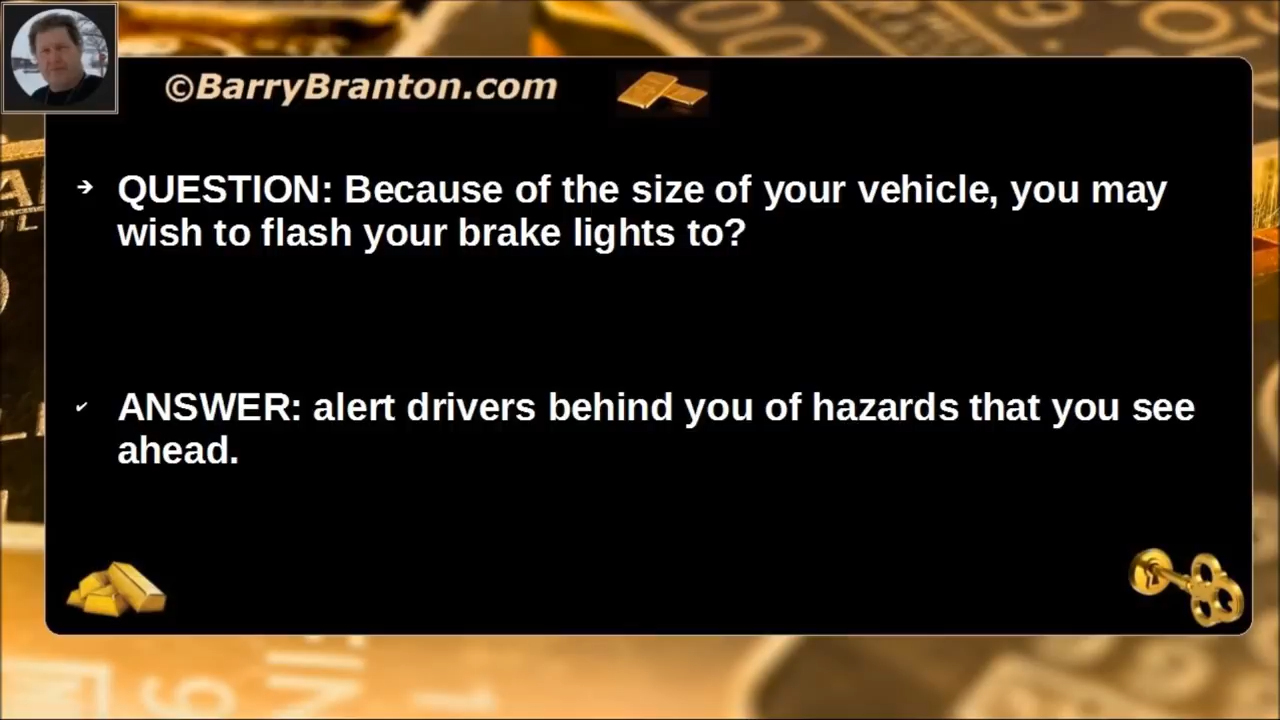 ©BarryBranton.com
➔ QUESTION: Because of the size of your vehicle, you may
wish to flash your brake lights to?
✔ ANSWER: alert drivers behind you of hazards that you see
ahead.